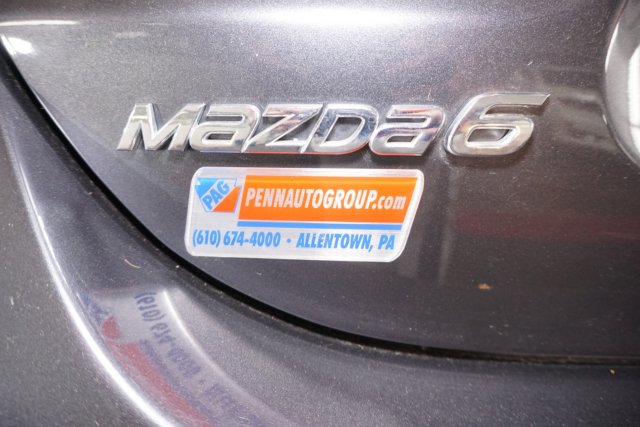 mazda6
PAG
PENNAUTOGROUP.com
(610) 674-4000 · ALLENTOWN, PA